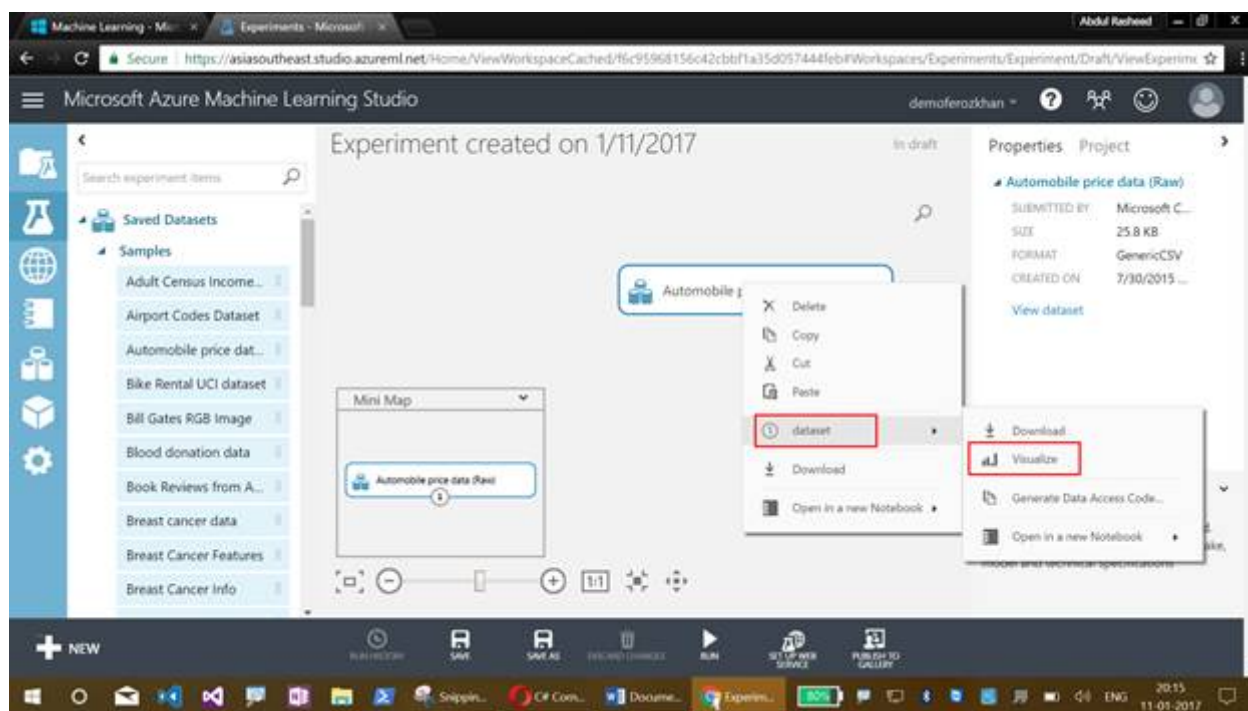 Machine Learning - Mic
Experiments - Microsoft
Abdul Rasheed
Secure
https://asiasoutheast.studio.azureml.net/Home/ViewWorkspaceCached/
Microsoft Azure Machine Learning Studio
demoferozkhan
Search experiment items
Saved Datasets
Samples
Adult Census Income...
Airport Codes Dataset
Automobile price dat...
Bike Rental UCI dataset
Bill Gates RGB Image
Blood donation data
Book Reviews from A...
Breast cancer data
Breast Cancer Features
Breast Cancer Info
Experiment created on 1/11/2017
In draft
Automobile p
Mini Map
Automobile price data (Raw)
1
1:1
Delete
Copy
Cut
Paste
1 dataset
Download
Open in a new Notebook
Download
Visualize
Generate Data Access Code...
Open in a new Notebook
Properties Project
Automobile price data (Raw)
SUBMITTED BY Microsoft C...
SIZE 25.8 KB
FORMAT GenericCSV
CREATED ON 7/30/2015 ...
View dataset
model and technical specifications
NEW
RUN HISTORY
SAVE
SAVE AS
DISCARD CHANGES
RUN
SET UP WEB SERVICE
PUBLISH TO GALLERY
Snippin...
C# Com...
Docume...
Experim...
80%
ENG
20:15
11-01-2017